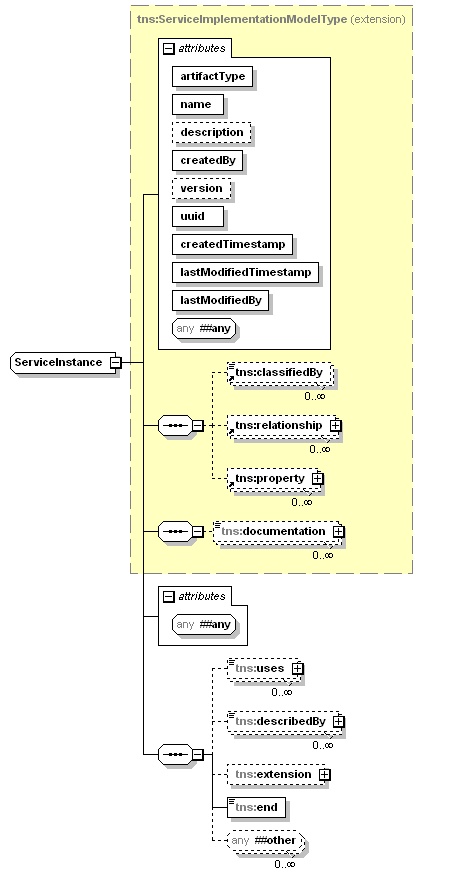 tns:ServiceImplementationModelType (extension)
attributes
artifactType
name
description
createdBy
version
uuid
createdTimestamp
lastModifiedTimestamp
lastModifiedBy
any ##any
ServiceInstance
tns:classifiedBy
0..∞
tns:relationship
0..∞
tns:property
0..∞
tns:documentation
0..∞
attributes
any ##any
tns:uses
0..∞
tns:describedBy
0..∞
tns:extension
tns:end
any ##other
0..∞